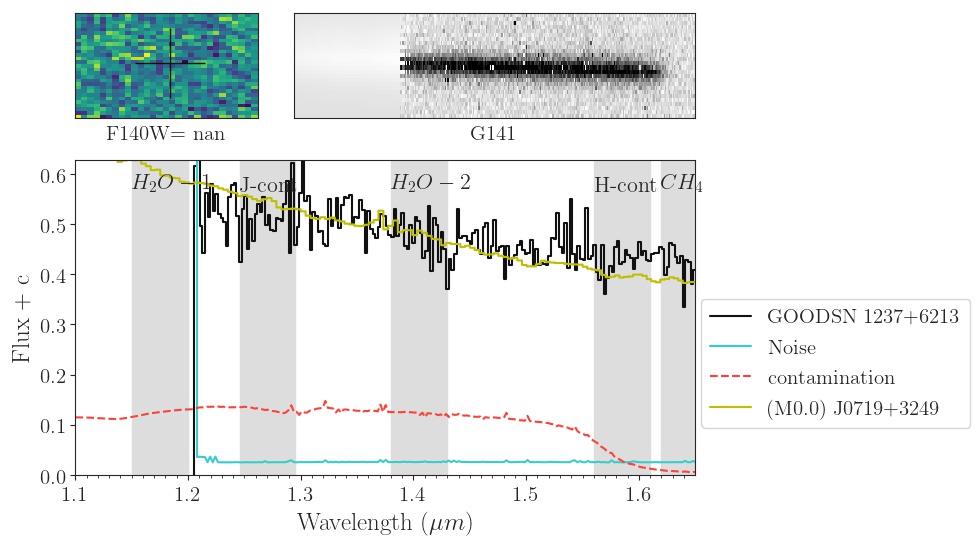 F140W= nan
G141
H₂O − 1
J-cont
H₂O − 2
H-cont
CH₄
0.6
0.5
0.4
0.3
0.2
0.1
0.0
Flux + c
1.1
1.2
1.3
1.4
1.5
1.6
Wavelength (μm)
GOODSN 1237+6213
Noise
contamination
(M0.0) J0719+3249